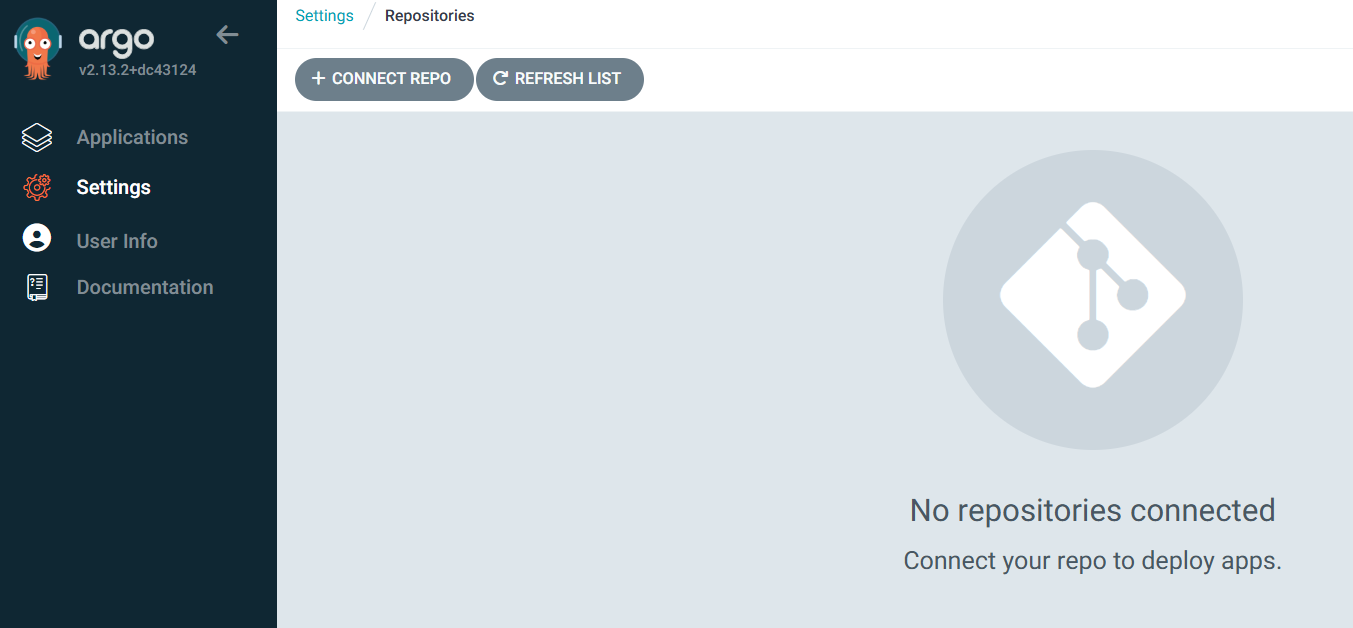 argo
v2.13.2+dc43124
Applications
Settings
User Info
Documentation
Settings / Repositories
+ CONNECT REPO REFRESH LIST
No repositories connected
Connect your repo to deploy apps.